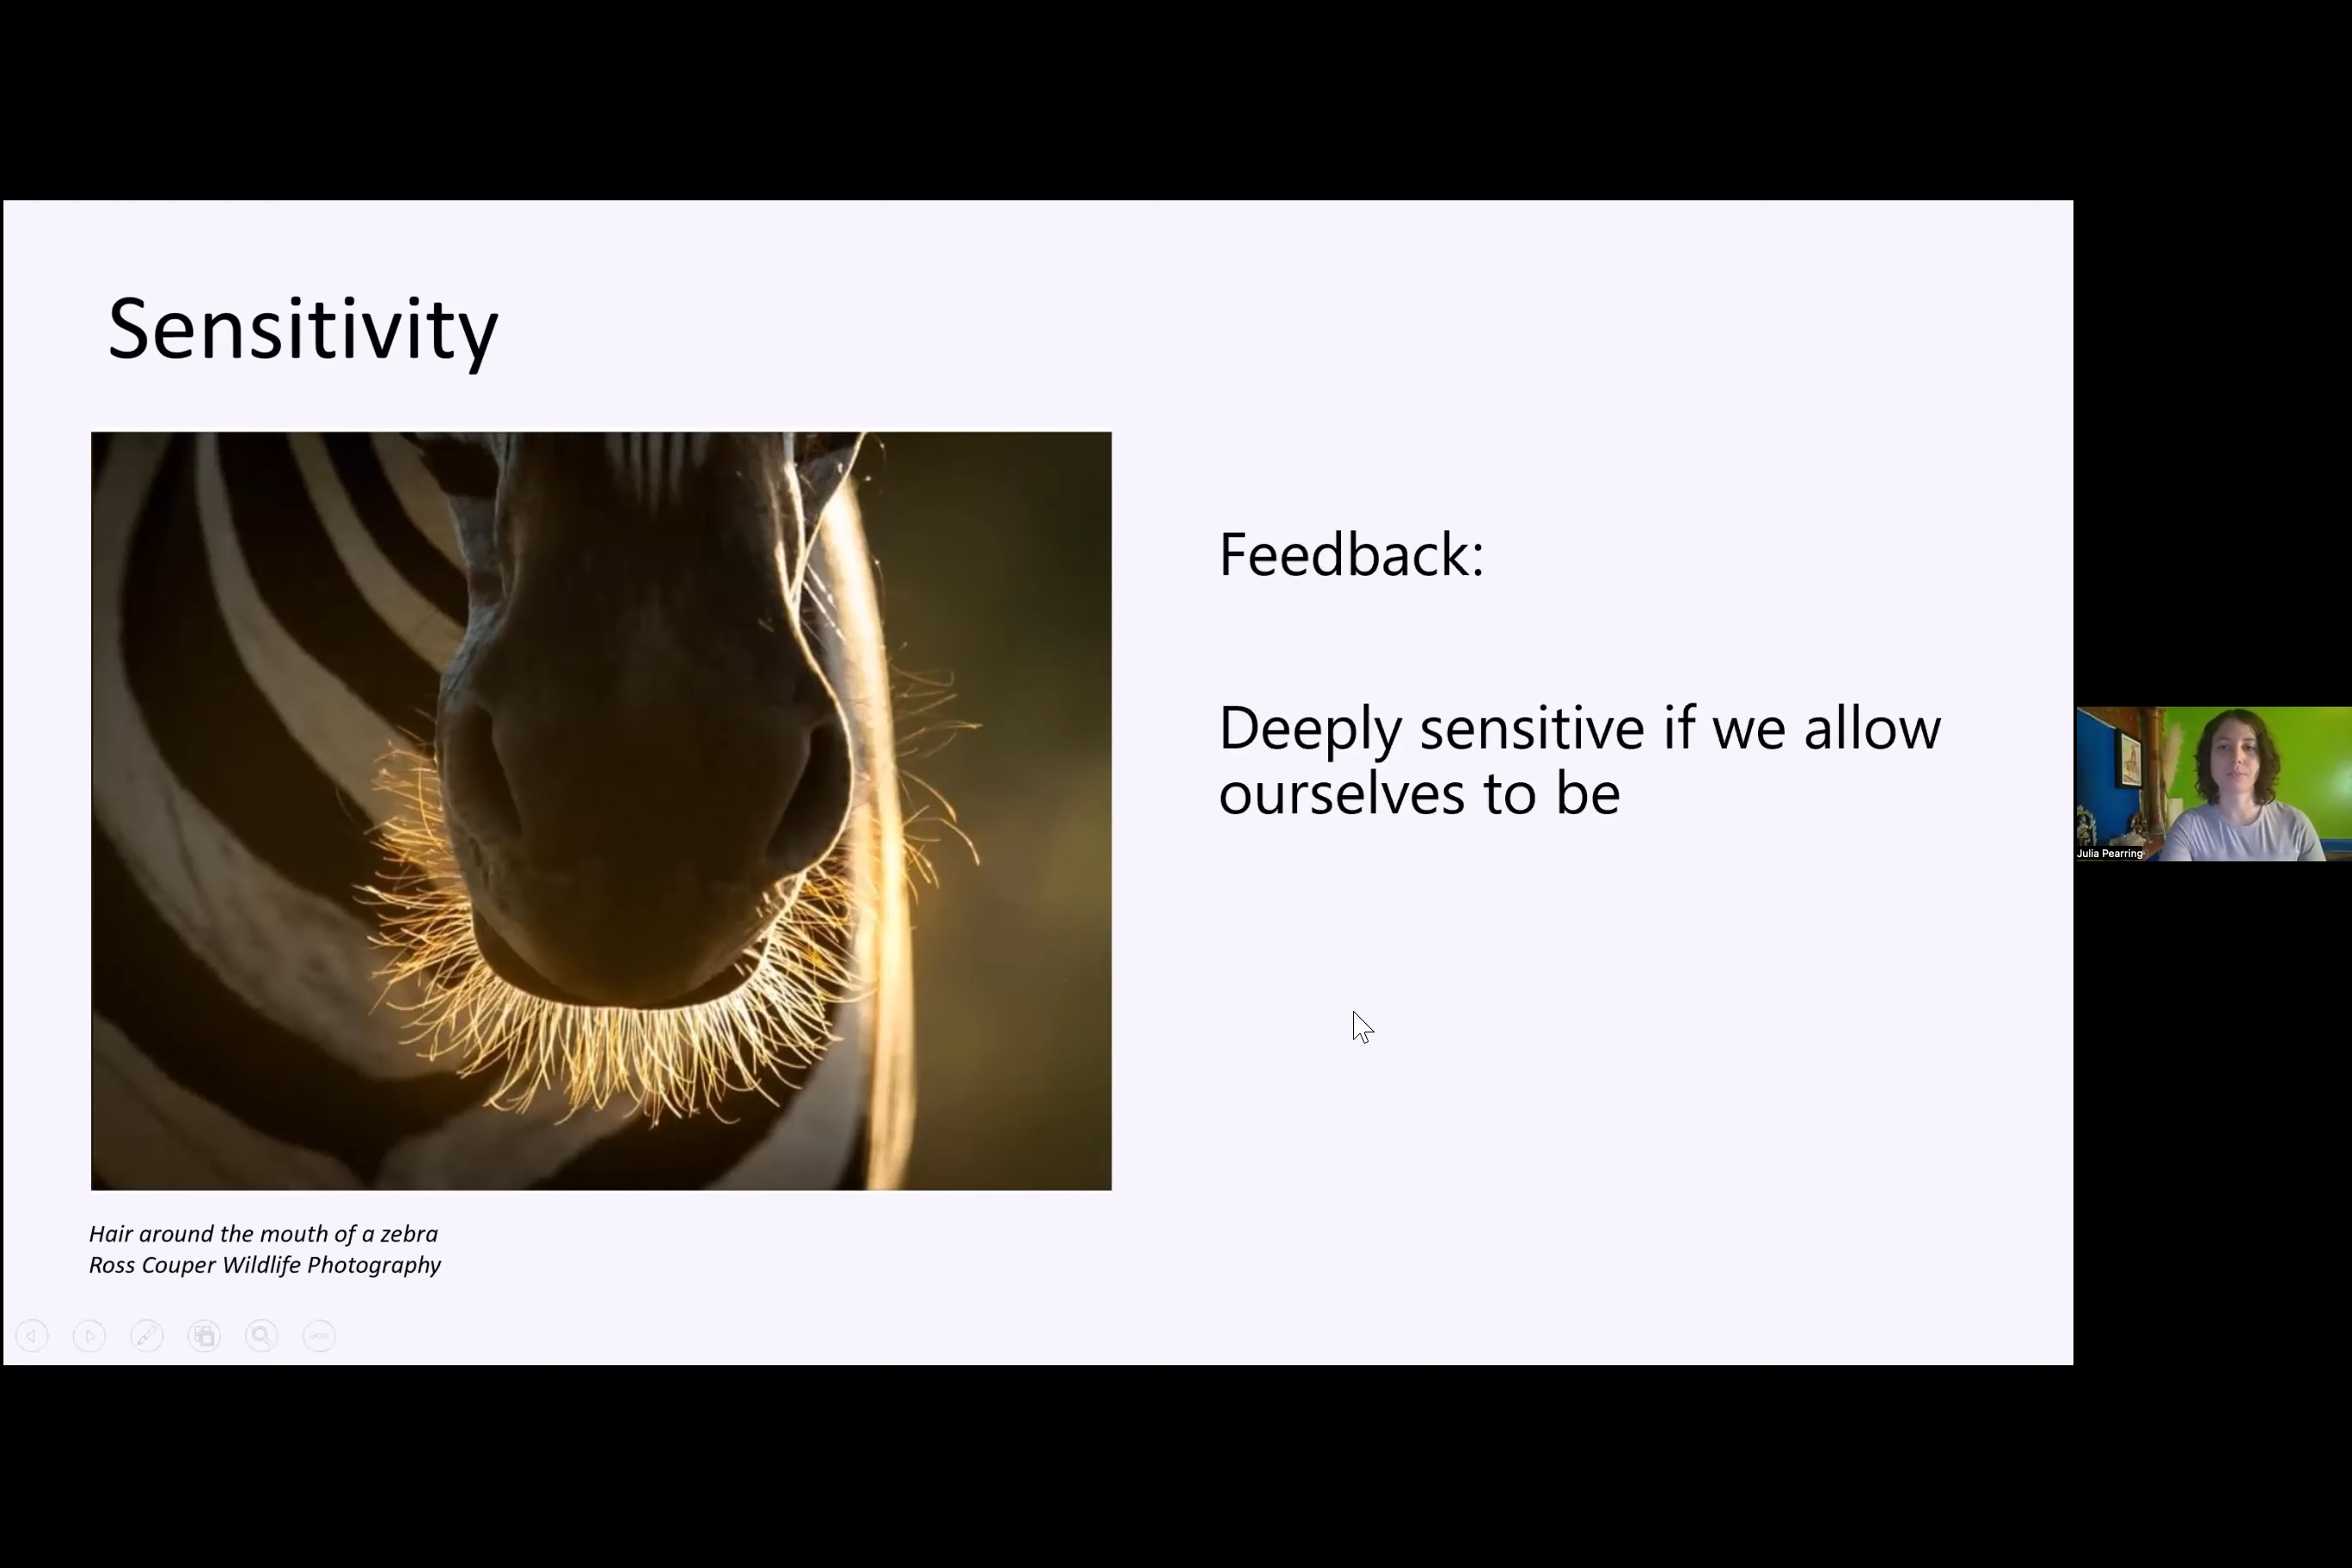 Sensitivity
Feedback:
Deeply sensitive if we allow
ourselves to be
Hair around the mouth of a zebra
Ross Couper Wildlife Photography
Julia Pearring